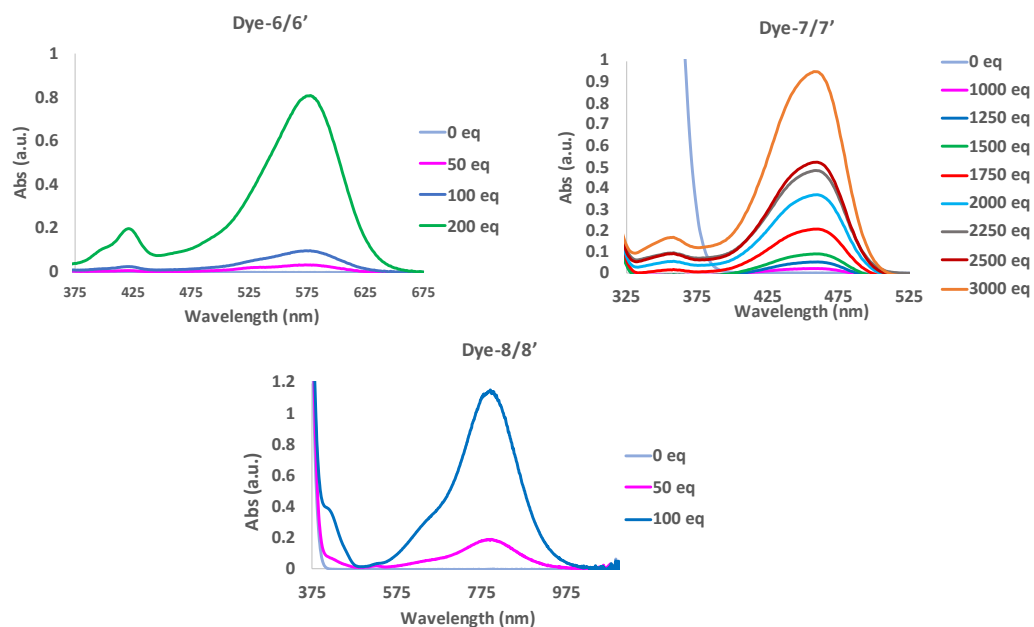 Dye-6/6’
1
0.8
0.6
0.4
0.2
0
Abs (a.u.)
375 425 475 525 575 625 675
Wavelength (nm)
0 eq
50 eq
100 eq
200 eq
Dye-7/7’
1
0.9
0.8
0.7
0.6
0.5
0.4
0.3
0.2
0.1
0
Abs (a.u.)
325 375 425 475 525
Wavelength (nm)
0 eq
1000 eq
1250 eq
1500 eq
1750 eq
2000 eq
2250 eq
2500 eq
3000 eq
Dye-8/8’
1.2
1
0.8
0.6
0.4
0.2
0
Abs (a.u.)
375 575 775 975
Wavelength (nm)
0 eq
50 eq
100 eq